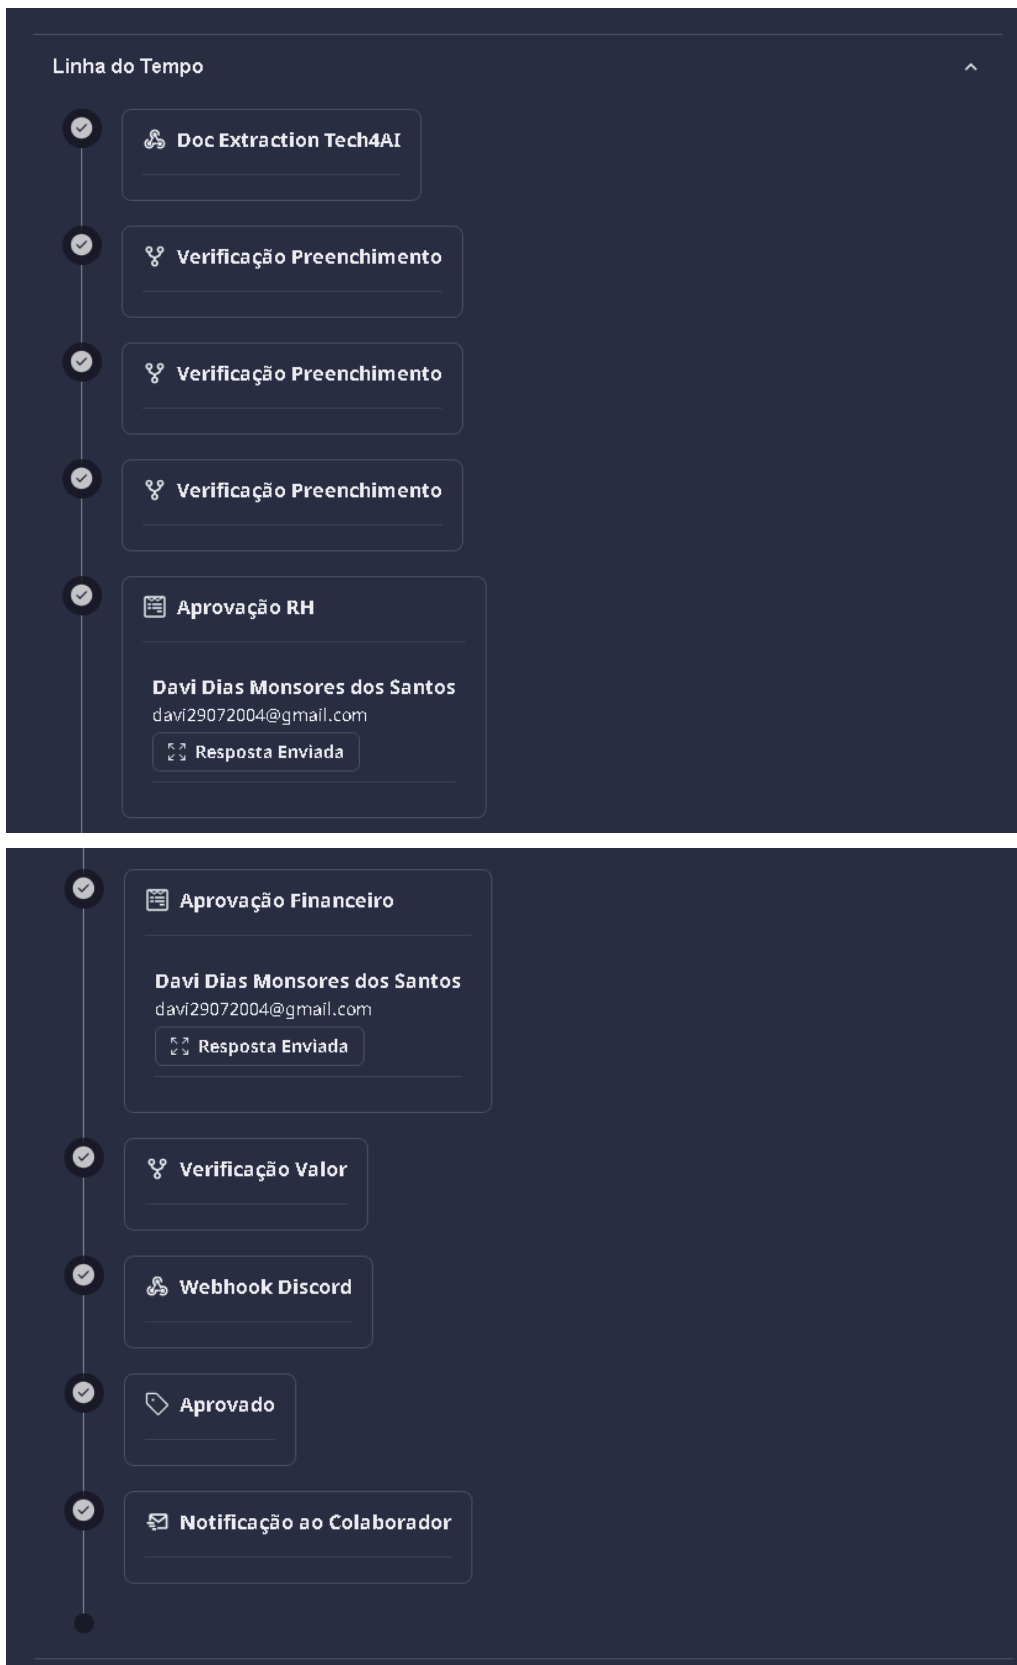 Linha do Tempo
Doc Extraction Tech4AI
Verificação Preenchimento
Verificação Preenchimento
Verificação Preenchimento
Aprovação RH
Davi Dias Monsores dos Santos
davi29072004@gmail.com
Resposta Enviada
Aprovação Financeiro
Davi Dias Monsores dos Santos
davi29072004@gmail.com
Resposta Enviada
Verificação Valor
Webhook Discord
Aprovado
Notificação ao Colaborador